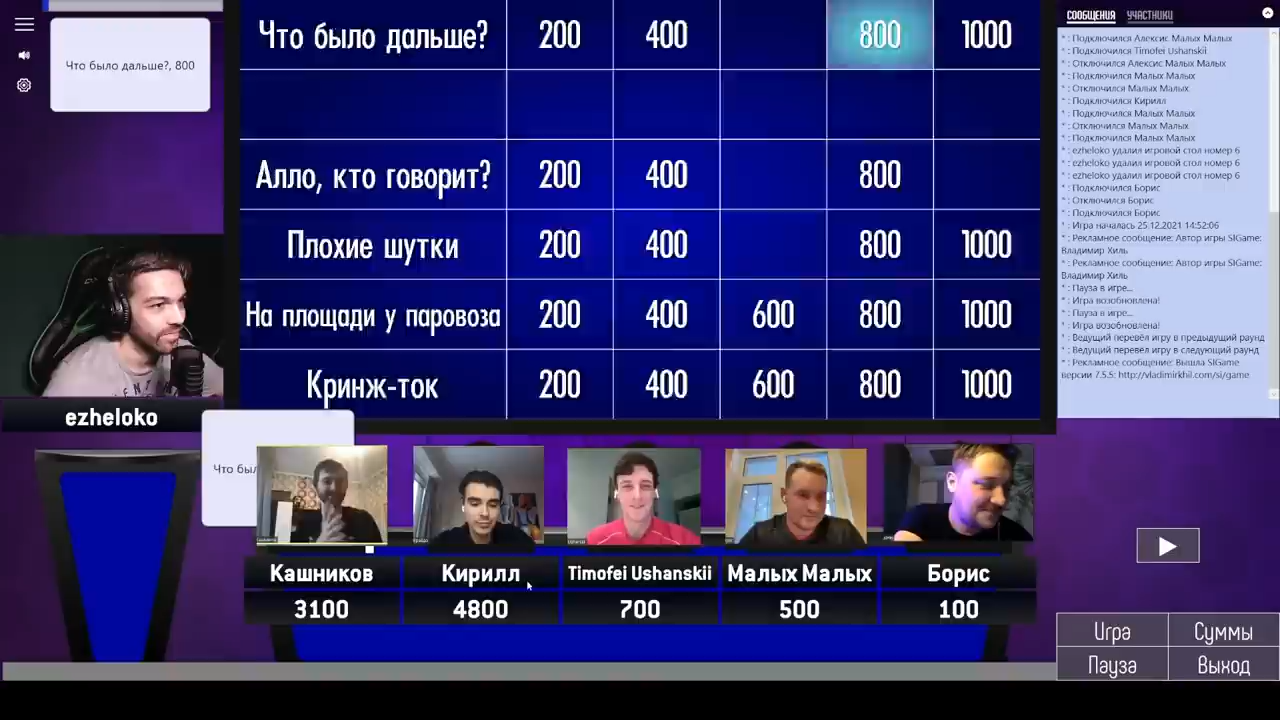 Что было дальше?, 800
Что было дальше? 200 400 800 1000
Алло, кто говорит? 200 400 800
Плохие шутки 200 400 800 1000
На площади у паровоза 200 400 600 800 1000
Кринж-ток 200 400 600 800 1000
СООБЩЕНИЯ УЧАСТНИКИ
* : Подключился Алексис Малых Малых
* : Подключился Timofei Ushanskii
* : Отключился Алексис Малых Малых
* : Подключился Малых Малых
* : Отключился Малых Малых
* : Подключился Кирилл
* : Подключился Малых Малых
* : Отключился Малых Малых
* : Подключился Малых Малых
* : ezheloko удалил игровой стол номер 6
* : ezheloko удалил игровой стол номер 6
* : ezheloko удалил игровой стол номер 6
* : Подключился Борис
* : Отключился Борис
* : Подключился Борис
* : Игра началась 25.12.2021 14:52:06
* : Рекламное сообщение: Автор игры SIGame:
Владимир Хиль
* : Рекламное сообщение: Автор игры SIGame:
Владимир Хиль
* : Пауза в игре...
* : Игра возобновлена!
* : Пауза в игре...
* : Игра возобновлена!
* : Ведущий перевёл игру в предыдущий раунд
* : Ведущий перевёл игру в следующий раунд
* : Рекламное сообщение: Вышла SIGame
версии 7.5.5: http://vladimirkhil.com/si/game
ezheloko
Что был
Кашников Кирилл Timofei Ushanskii Малых Малых Борис
3100 4800 700 500 100
Игра Суммы
Пауза Выход